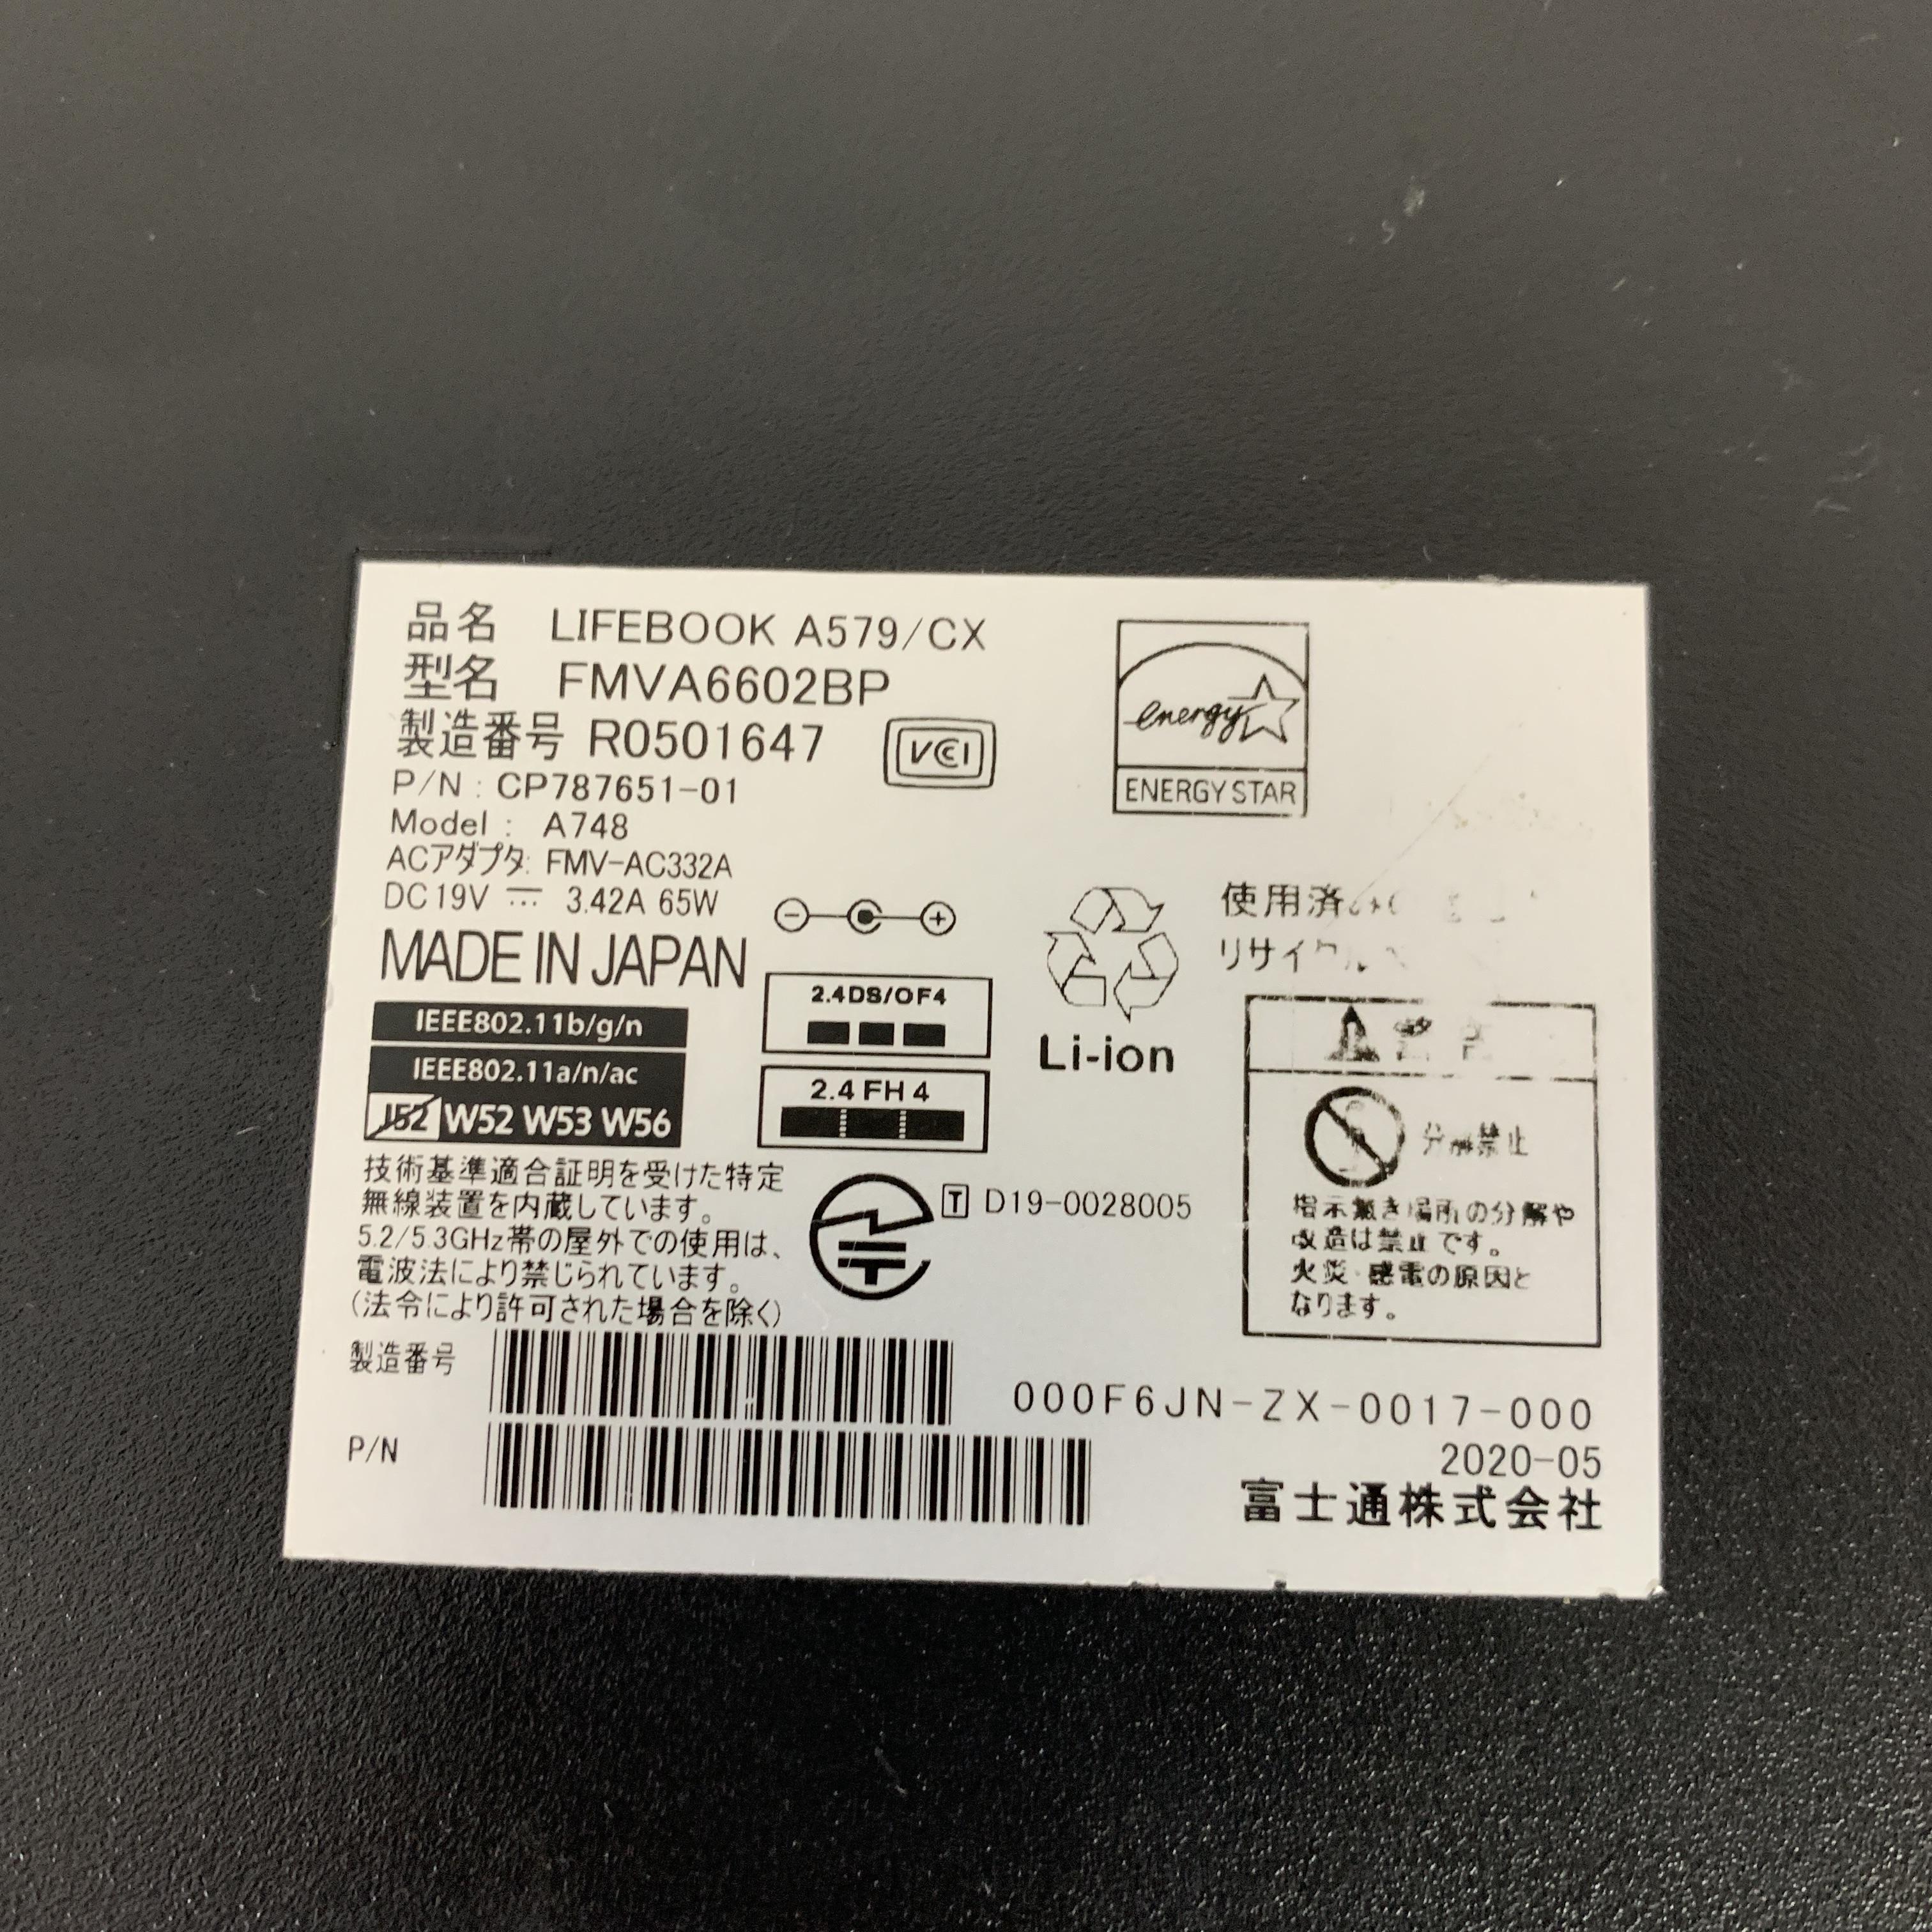 品名 LIFEBOOK A579/CX
型名 FMVA6602BP
製造番号 R0501647
VCCI
energy
ENERGY STAR
P/N : CP787651-01
Model : A748
ACアダプタ: FMV-AC332A
DC19V 3.42A 65W
MADE IN JAPAN
IEEE802.11b/g/n
IEEE802.11a/n/ac
J52 W52 W53 W56
2.4DS/OF4
2.4FH4
Li-ion
使用済
リサイクル
分解禁止
指示無き場所の分解や
改造は禁止です。
火災・感電の原因と
なります。
技術基準適合証明を受けた特定
無線装置を内蔵しています。
5.2/5.3GHz帯の屋外での使用は、
電波法により禁じられています。
(法令により許可された場合を除く)
T D19-0028005
製造番号
P/N
000F6JN-ZX-0017-000
2020-05
富士通株式会社